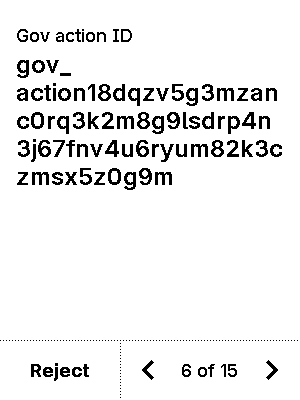 Gov action ID
gov_
action18dqzv5g3mzan
c0rq3k2m8g9lsdrp4n
3j67fnv4u6ryum82k3c
zmsx5z0g9m
Reject
6 of 15